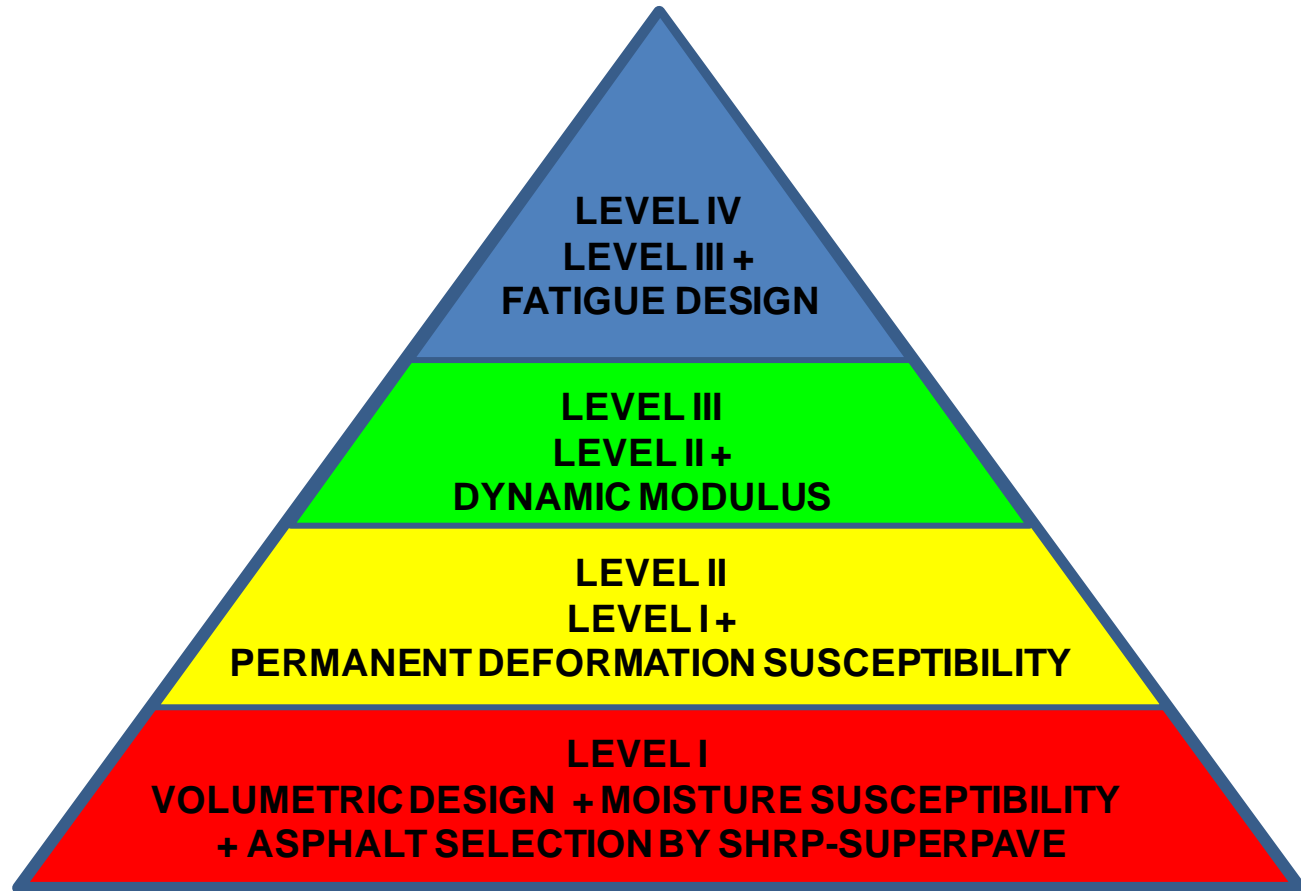 LEVEL IV
LEVEL III +
FATIGUE DESIGN
LEVEL III
LEVEL II +
DYNAMIC MODULUS
LEVEL II
LEVEL I +
PERMANENT DEFORMATION SUSCEPTIBILITY
LEVEL I
VOLUMETRIC DESIGN + MOISTURE SUSCEPTIBILITY
+ ASPHALT SELECTION BY SHRP-SUPERPAVE